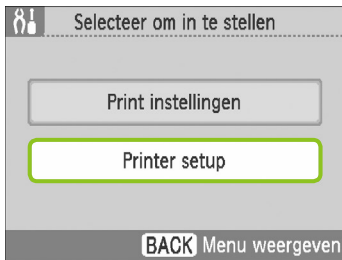 Selecteer om in te stellen
Print instellingen
Printer setup
BACK Menu weergeven